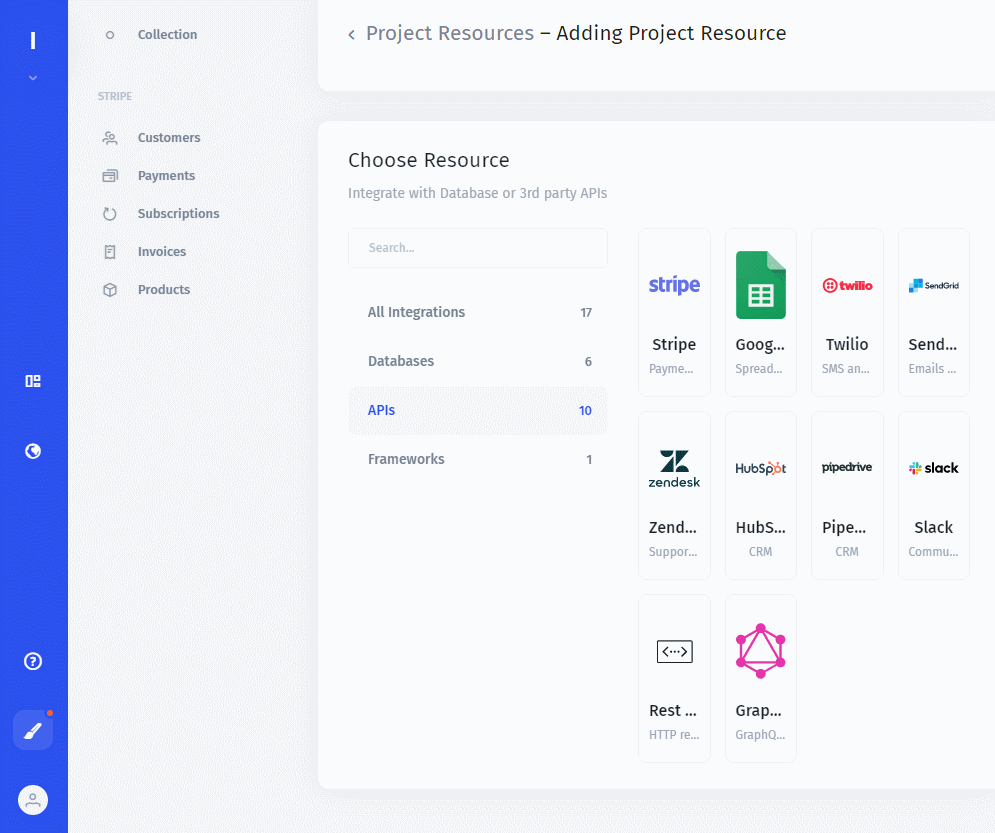 I
Collection
STRIPE
Customers
Payments
Subscriptions
Invoices
Products
‹ Project Resources – Adding Project Resource
Choose Resource
Integrate with Database or 3rd party APIs
Search...
All Integrations 17
Databases 6
APIs 10
Frameworks 1
stripe
Stripe
Payme...
Goog...
Spread...
twilio
Twilio
SMS an...
SendGrid
Send...
Emails ...
zendesk
Zend...
Suppor...
HubSpot
HubS...
CRM
pipedrive
Pipe...
CRM
slack
Slack
Commu...
<···>
Rest ...
HTTP re...
Grap...
GraphQ...